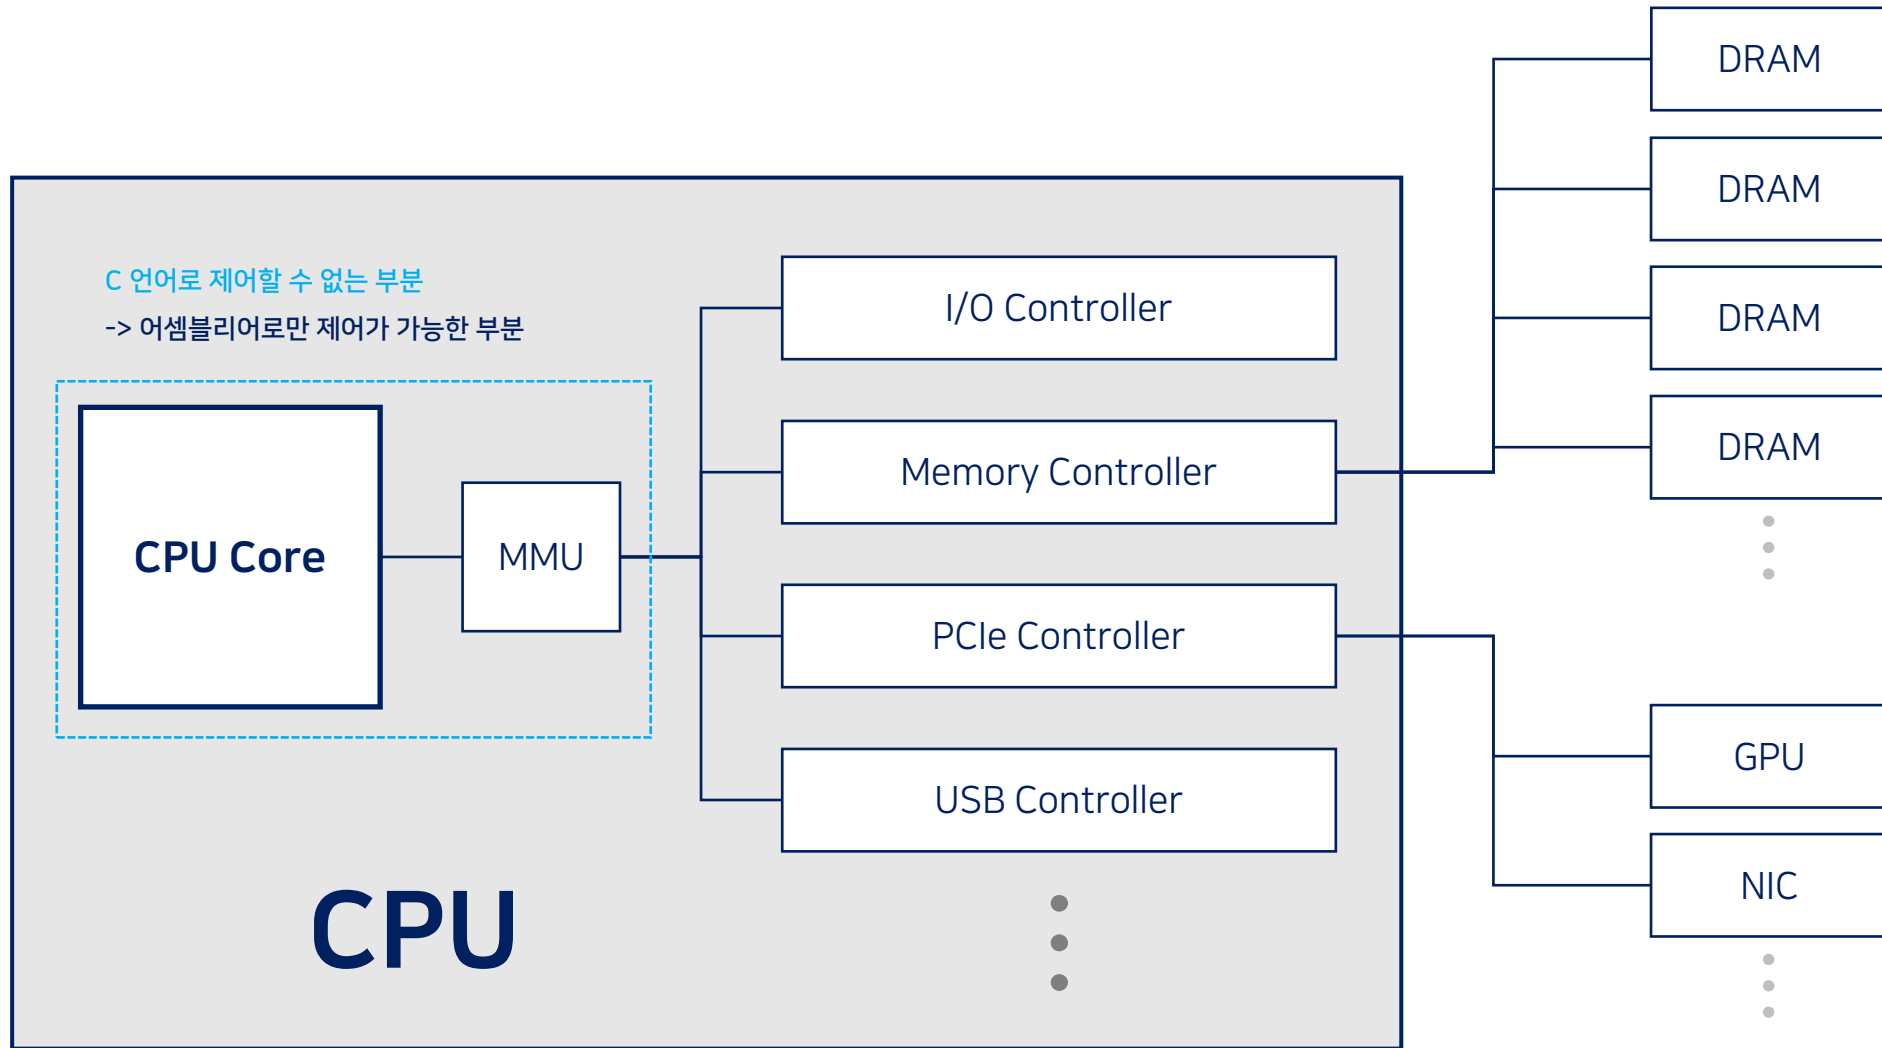 C 언어로 제어할 수 없는 부분
-> 어셈블리어로만 제어가 가능한 부분
CPU Core
MMU
I/O Controller
Memory Controller
PCIe Controller
USB Controller
CPU
DRAM
DRAM
DRAM
DRAM
GPU
NIC